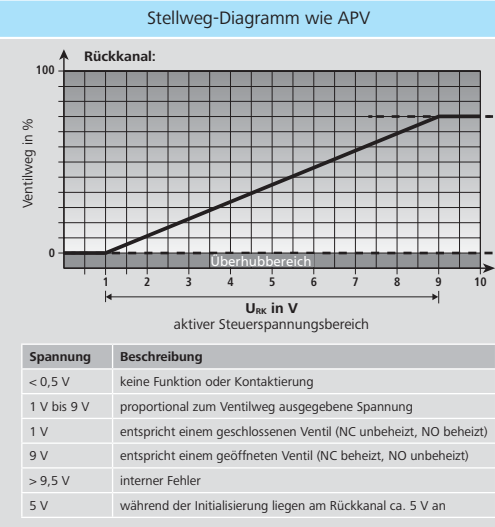 Stellweg-Diagramm wie APV
Rückkanal:
100
Ventilweg in %
0
Überhubbereich
1 2 3 4 5 6 7 8 9 10
URK in V
aktiver Steuerspannungsbereich
Spannung Beschreibung
< 0,5 V keine Funktion oder Kontaktierung
1 V bis 9 V proportional zum Ventilweg ausgegebene Spannung
1 V entspricht einem geschlossenen Ventil (NC unbeheizt, NO beheizt)
9 V entspricht einem geöffneten Ventil (NC beheizt, NO unbeheizt)
> 9,5 V interner Fehler
5 V während der Initialisierung liegen am Rückkanal ca. 5 V an